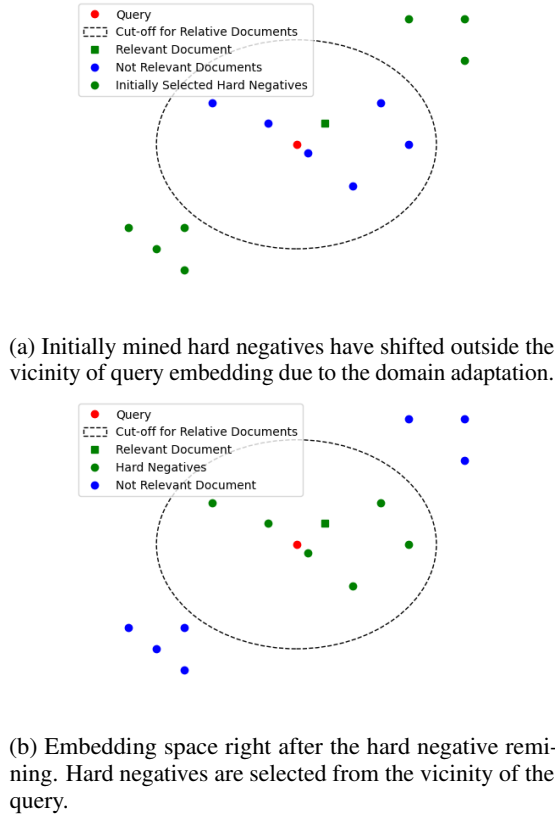 Query
Cut-off for Relative Documents
Relevant Document
Not Relevant Documents
Initially Selected Hard Negatives
(a) Initially mined hard negatives have shifted outside the
vicinity of query embedding due to the domain adaptation.
Query
Cut-off for Relative Documents
Relevant Document
Hard Negatives
Not Relevant Document
(b) Embedding space right after the hard negative remi-
ning. Hard negatives are selected from the vicinity of the
query.